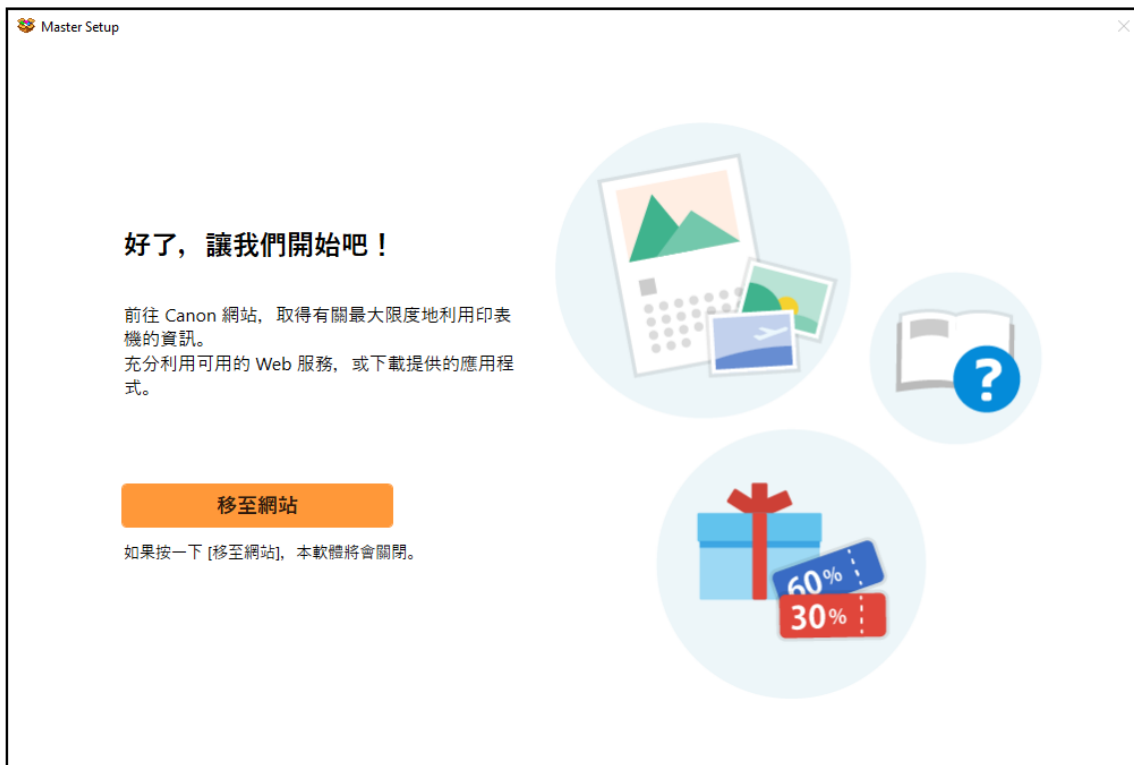 Master Setup
好了，讓我們開始吧！
前往 Canon 網站，取得有關最大限度地利用印表
機的資訊。
充分利用可用的 Web 服務，或下載提供的應用程
式。
移至網站
如果按一下 [移至網站]，本軟體將會關閉。
?
60%
30%